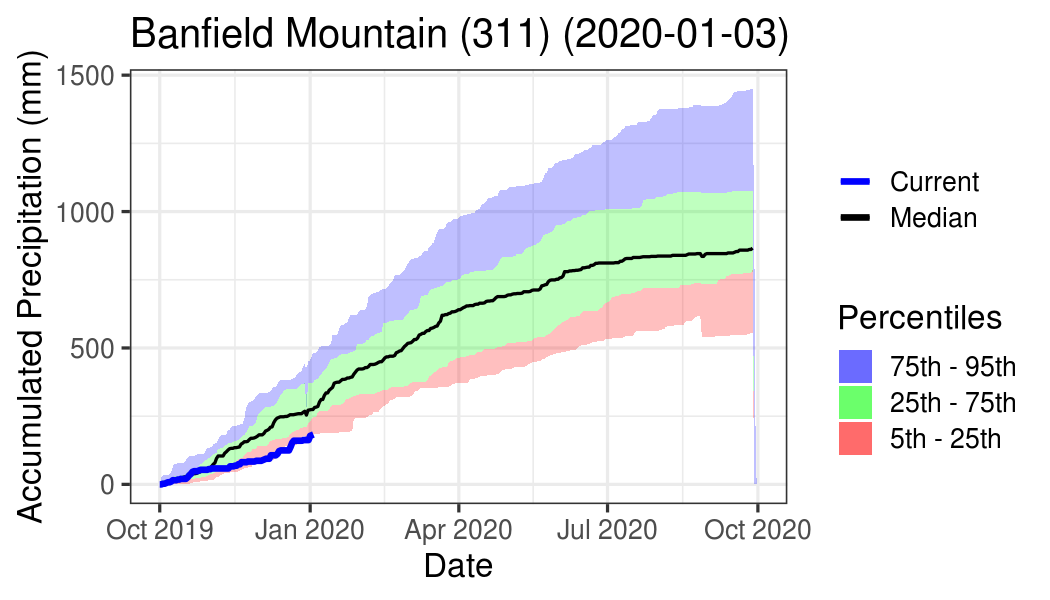 Banfield Mountain (311) (2020-01-03)
Accumulated Precipitation (mm)
1500
1000
500
0
Oct 2019
Jan 2020
Apr 2020
Jul 2020
Oct 2020
Date
Current
Median
Percentiles
75th - 95th
25th - 75th
5th - 25th